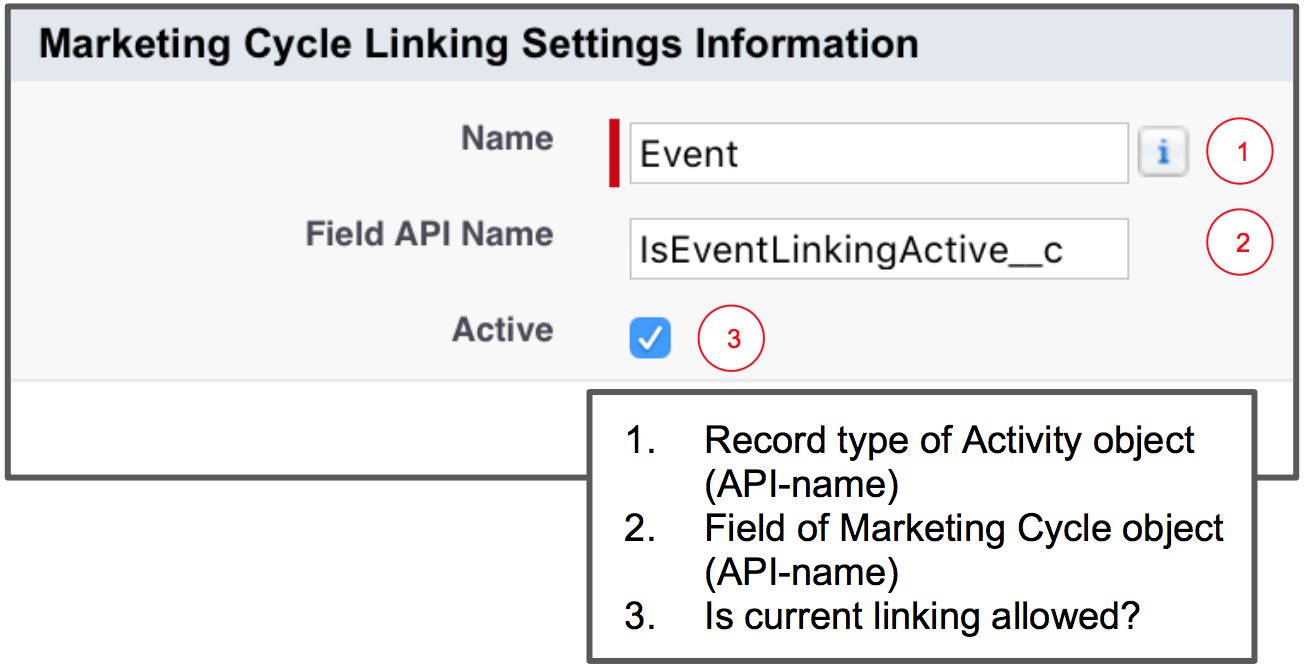 Marketing Cycle Linking Settings Information
Name Event i 1
Field API Name IsEventLinkingActive__c 2
Active 3
1. Record type of Activity object
(API-name)
2. Field of Marketing Cycle object
(API-name)
3. Is current linking allowed?